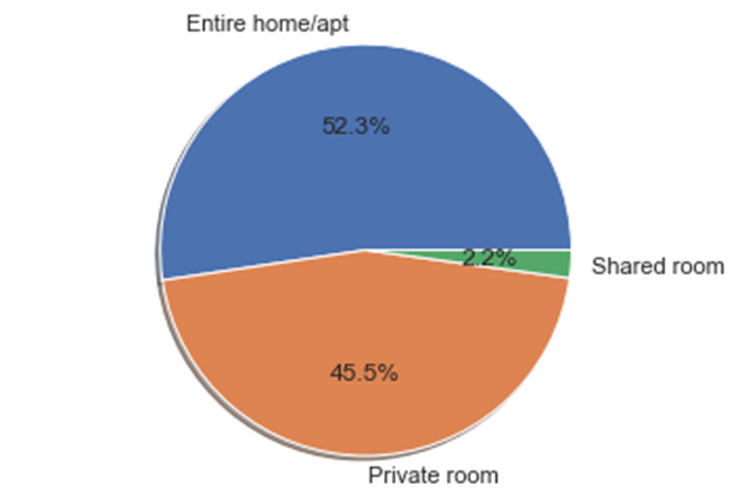 Entire home/apt
52.3%
2.2%
Shared room
45.5%
Private room